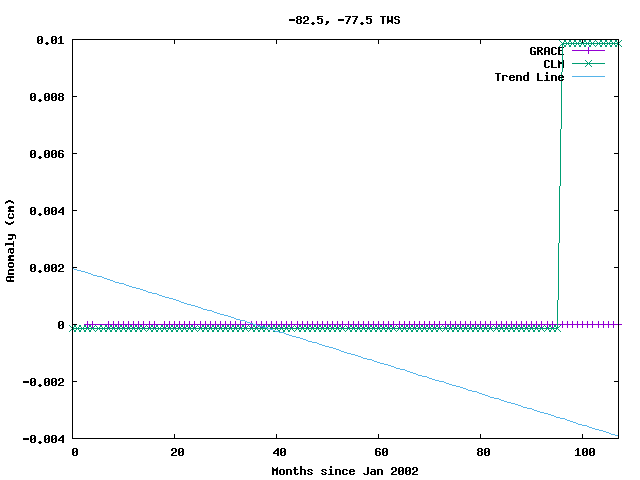 -82.5, -77.5 TWS
0.01
0.008
0.006
0.004
0.002
0
-0.002
-0.004
Anomaly (cm)
GRACE
CLM
Trend Line
0 20 40 60 80 100
Months since Jan 2002